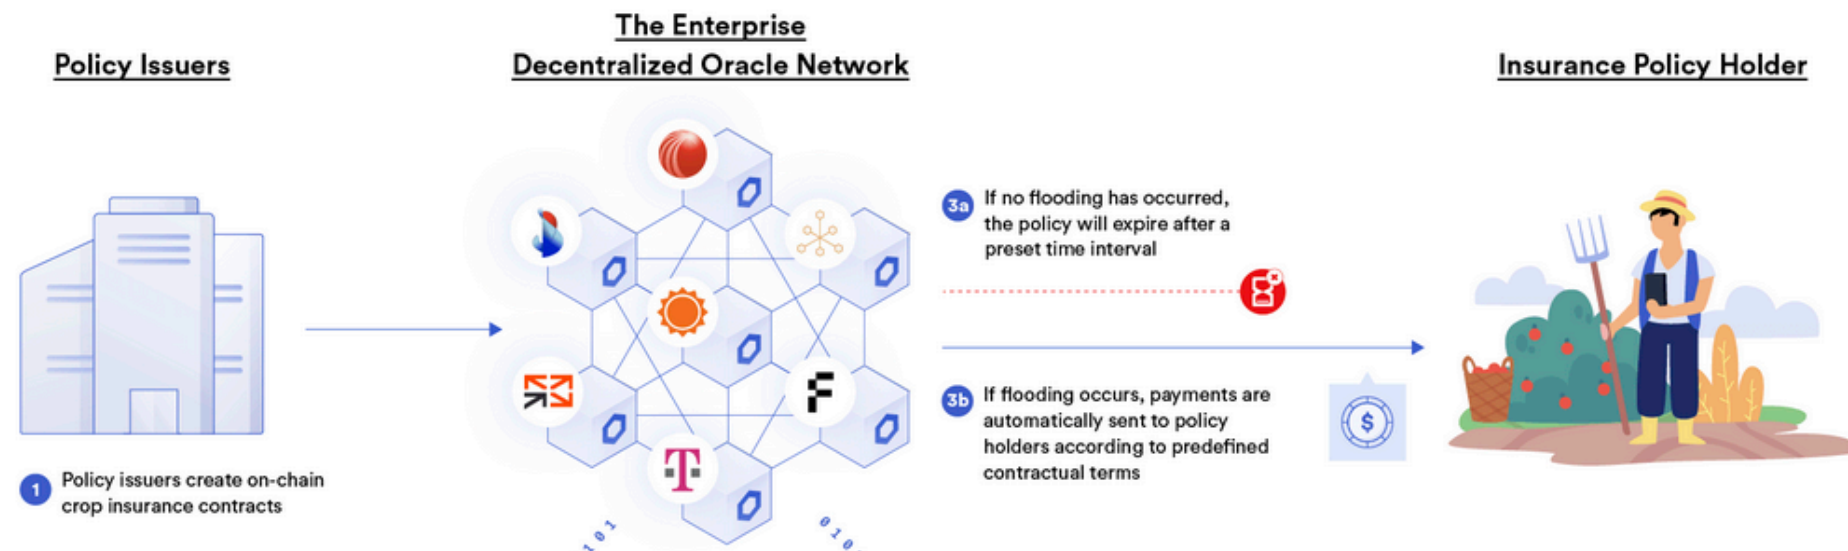 The Enterprise
Policy Issuers
Decentralized Oracle Network
Insurance Policy Holder
3a
If no flooding has occurred,
the policy will expire after a
preset time interval
3b
If flooding occurs, payments are
automatically sent to policy
holders according to predefined
contractual terms
$
F
T
1
Policy issuers create on-chain
crop insurance contracts
101
010